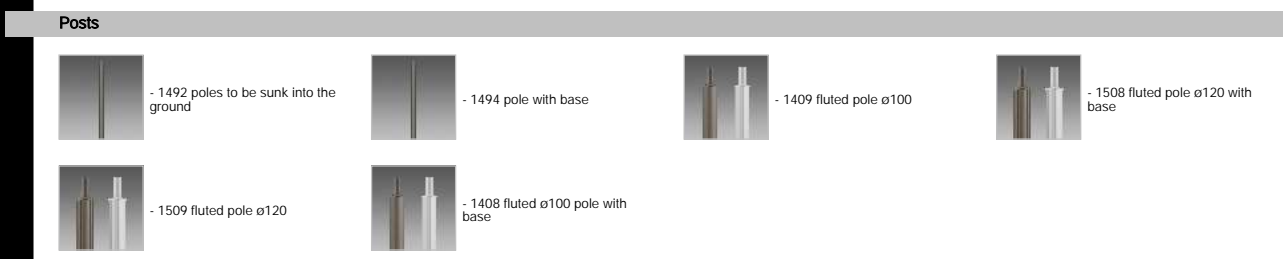 Posts
- 1492 poles to be sunk into the
ground
- 1494 pole with base
- 1409 fluted pole ø100
- 1508 fluted pole ø120 with
base
- 1509 fluted pole ø120
- 1408 fluted ø100 pole with
base